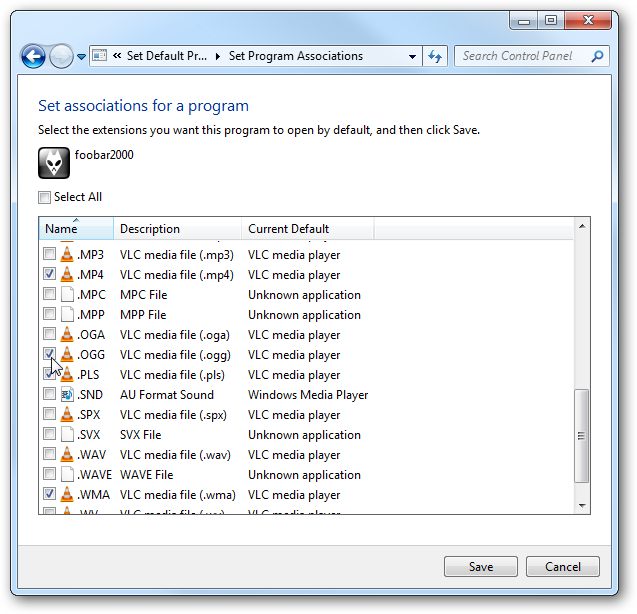 « Set Default Pr... ▸ Set Program Associations
Search Control Panel
Set associations for a program
Select the extensions you want this program to open by default, and then click Save.
foobar2000
Select All
Name Description Current Default
.MP3 VLC media file (.mp3) VLC media player
.MP4 VLC media file (.mp4) VLC media player
.MPC MPC File Unknown application
.MPP MPP File Unknown application
.OGA VLC media file (.oga) VLC media player
.OGG VLC media file (.ogg) VLC media player
.PLS VLC media file (.pls) VLC media player
.SND AU Format Sound Windows Media Player
.SPX VLC media file (.spx) VLC media player
.SVX SVX File Unknown application
.WAV VLC media file (.wav) VLC media player
.WAVE WAVE File Unknown application
.WMA VLC media file (.wma) VLC media player
Save Cancel